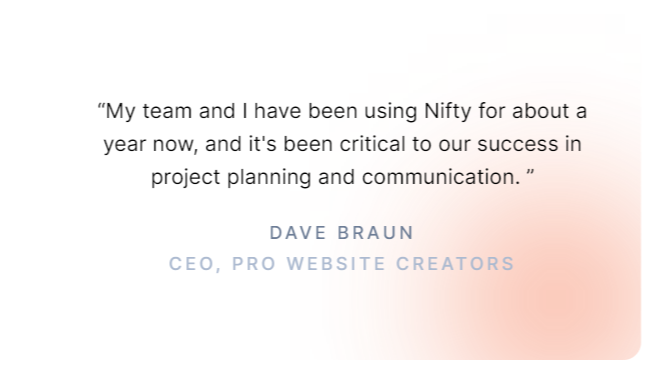 “My team and I have been using Nifty for about a
year now, and it's been critical to our success in
project planning and communication. ”
DAVE BRAUN
CEO, PRO WEBSITE CREATORS